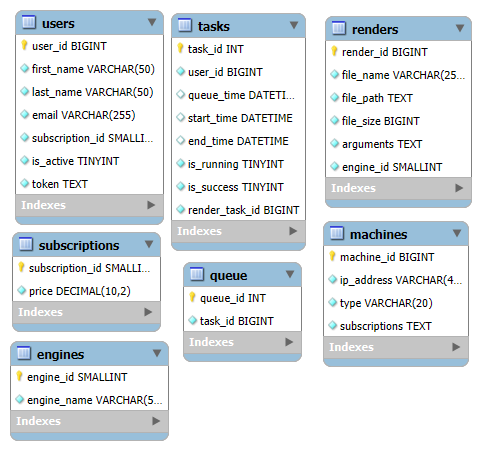 users
user_id BIGINT
first_name VARCHAR(50)
last_name VARCHAR(50)
email VARCHAR(255)
subscription_id SMALLI...
is_active TINYINT
token TEXT
Indexes
tasks
task_id INT
user_id BIGINT
queue_time DATETI...
start_time DATETIME
end_time DATETIME
is_running TINYINT
is_success TINYINT
render_task_id BIGINT
Indexes
renders
render_id BIGINT
file_name VARCHAR(25...
file_path TEXT
file_size BIGINT
arguments TEXT
engine_id SMALLINT
Indexes
subscriptions
subscription_id SMALLI...
price DECIMAL(10,2)
Indexes
queue
queue_id INT
task_id BIGINT
Indexes
machines
machine_id BIGINT
ip_address VARCHAR(4...
type VARCHAR(20)
subscriptions TEXT
Indexes
engines
engine_id SMALLINT
engine_name VARCHAR(5...
Indexes